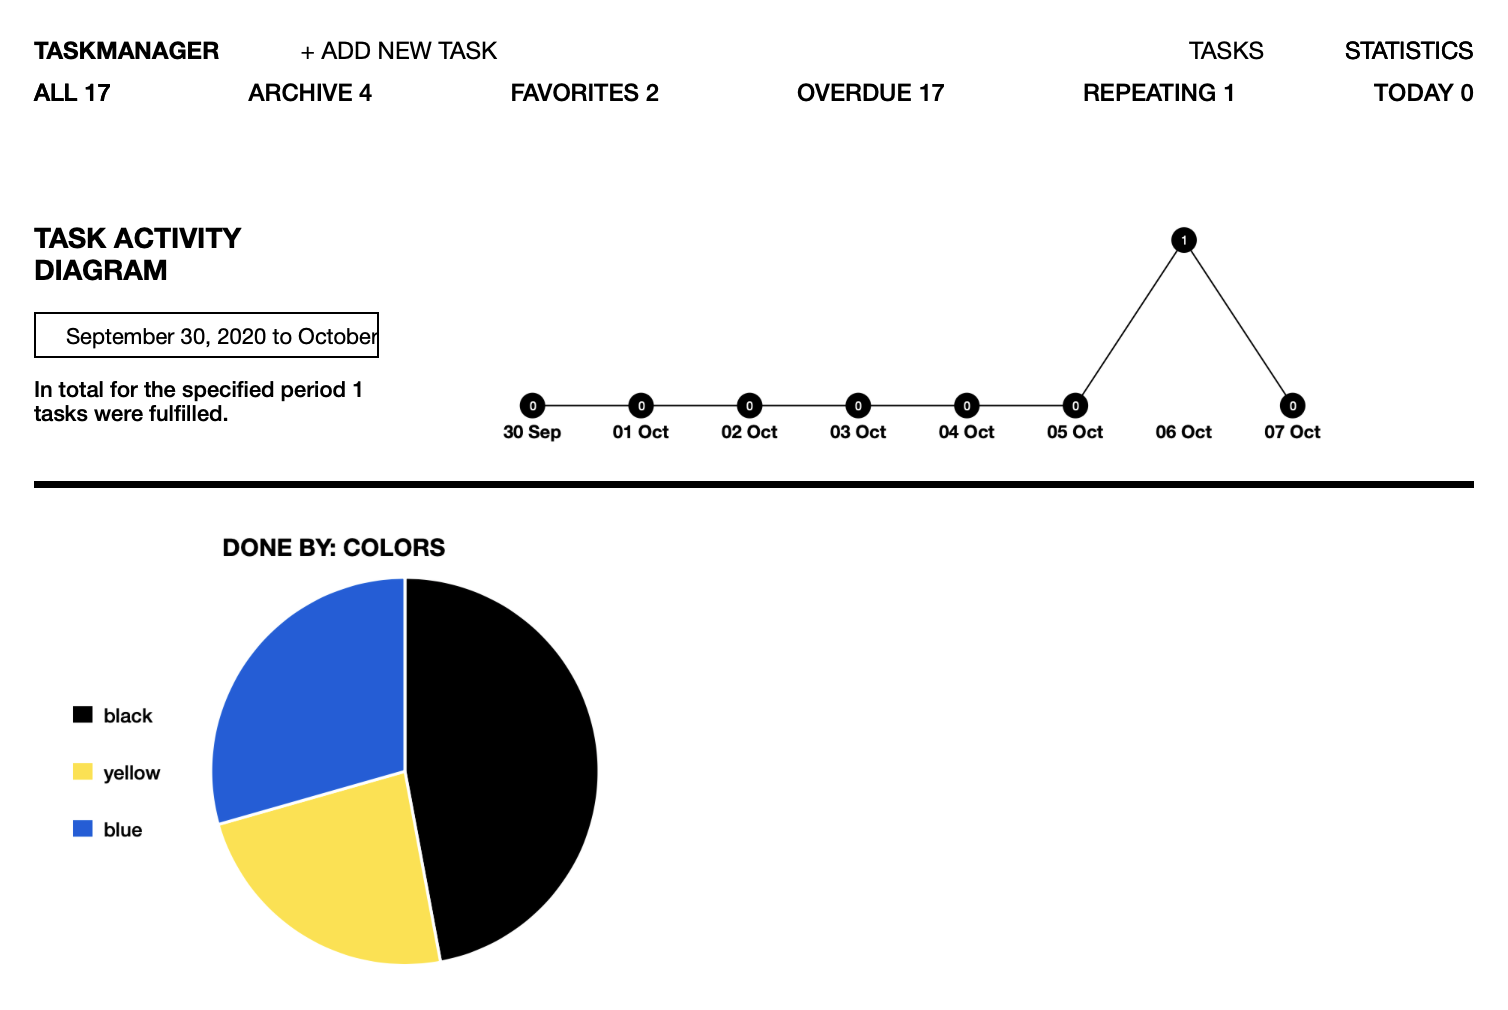 TASKMANAGER + ADD NEW TASK TASKS STATISTICS
ALL 17 ARCHIVE 4 FAVORITES 2 OVERDUE 17 REPEATING 1 TODAY 0
TASK ACTIVITY
DIAGRAM
September 30, 2020 to October
In total for the specified period 1
tasks were fulfilled.
1
0 0 0 0 0 0 0
30 Sep 01 Oct 02 Oct 03 Oct 04 Oct 05 Oct 06 Oct 07 Oct
DONE BY: COLORS
black
yellow
blue